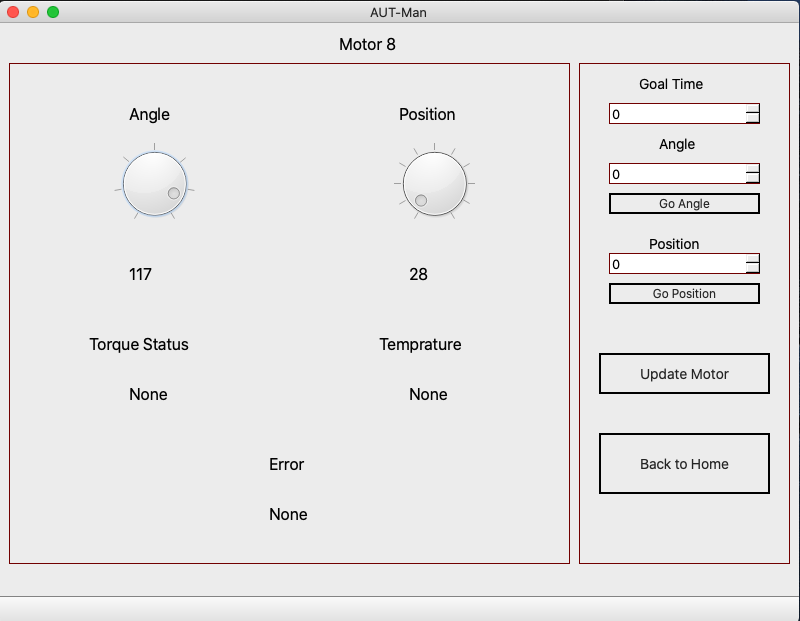 AUT-Man
Motor 8
Angle
Position
117
28
Torque Status
Temprature
None
None
Error
None
Goal Time
0
Angle
0
Go Angle
Position
0
Go Position
Update Motor
Back to Home